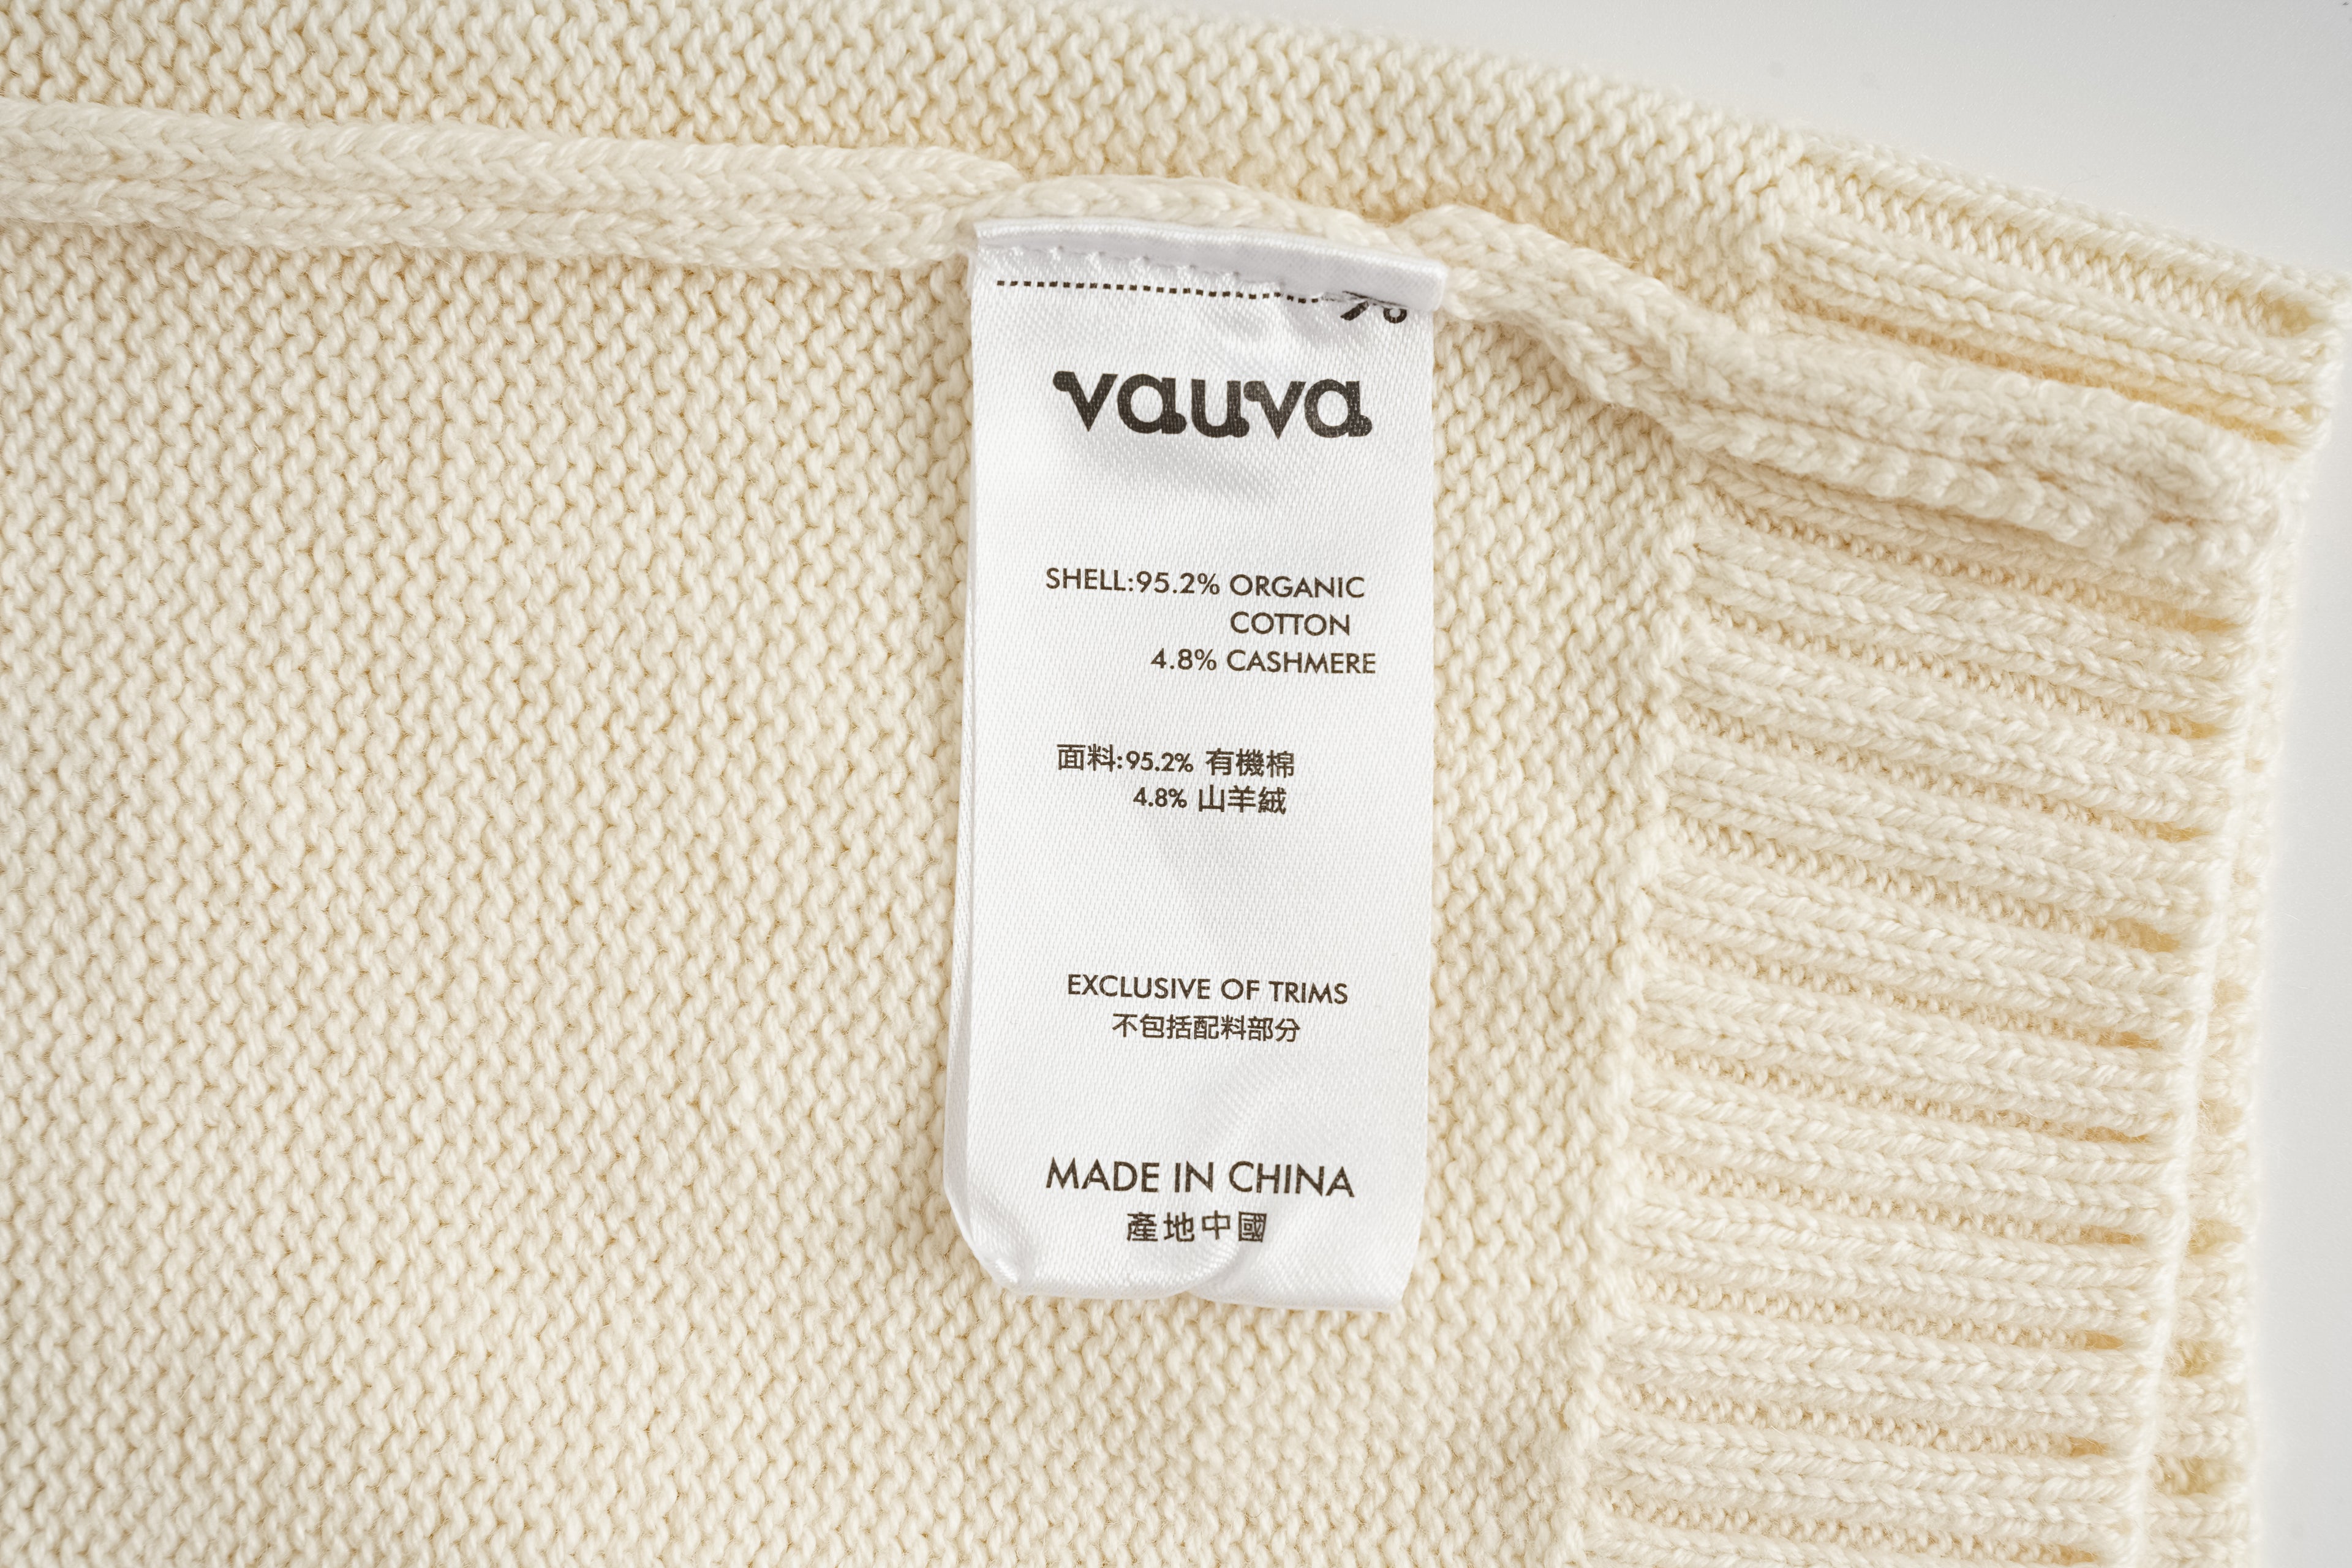 vauva
SHELL:95.2% ORGANIC
COTTON
4.8% CASHMERE
面料:95.2% 有機棉
4.8% 山羊絨
EXCLUSIVE OF TRIMS
不包括配料部分
MADE IN CHINA
產地中國